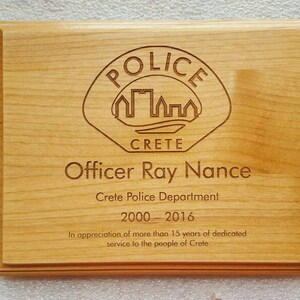 POLICE
CRETE
Officer Ray Nance
Crete Police Department
2000 – 2016
In appreciation of more than 15 years of dedicated
service to the people of Crete